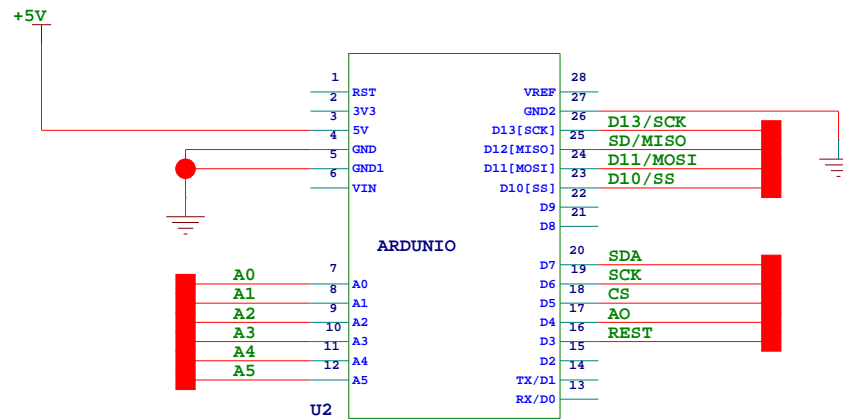 +5V
1
RST
2
3V3
3
5V
4
GND
5
GND1
6
VIN
28
VREF
27
GND2
26
D13[SCK]
D13/SCK
25
D12[MISO]
SD/MISO
24
D11[MOSI]
D11/MOSI
23
D10[SS]
D10/SS
22
D9
21
D8
ARDUNIO
A0
7
A0
A1
8
A1
A2
9
A2
A3
10
A3
A4
11
A4
A5
12
A5
20
D7
SDA
19
D6
SCK
18
D5
CS
17
D4
AO
16
D3
REST
15
D2
14
TX/D1
13
RX/D0
U2